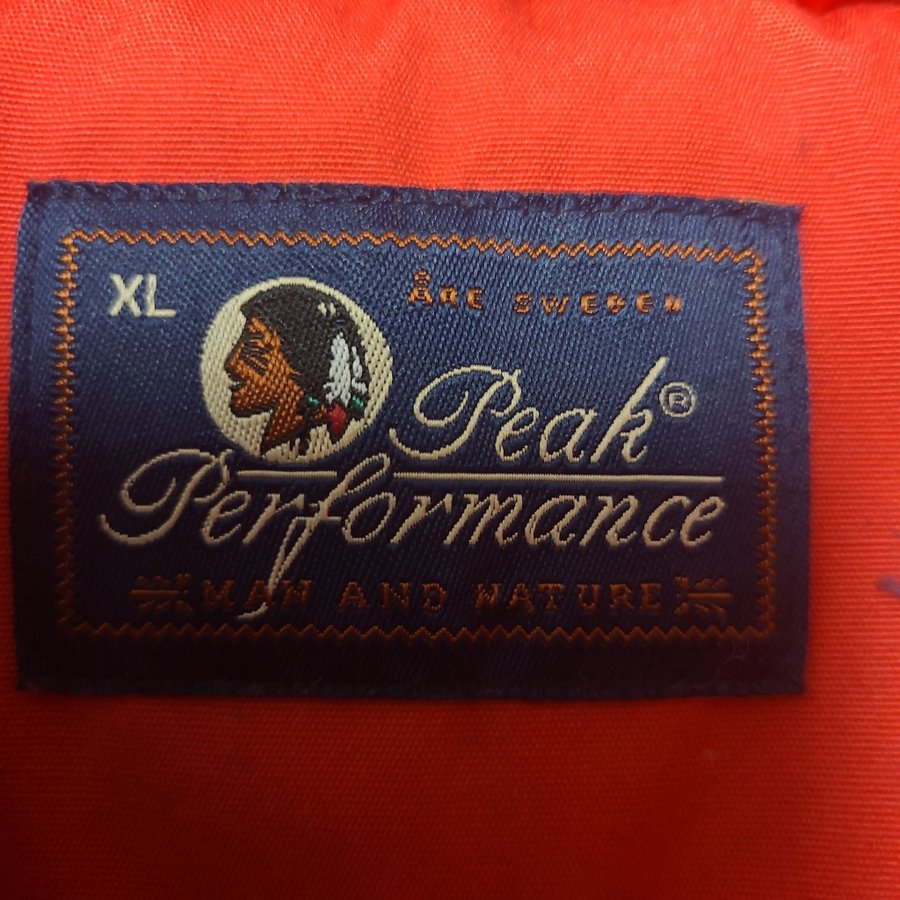 XL
ÅRE SWEDEN
Peak®
Performance
MAN AND NATURE